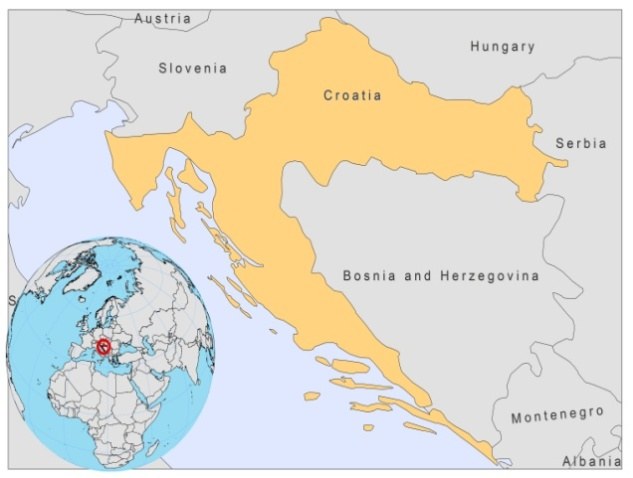 Austria
Hungary
Slovenia
Croatia
Serbia
Bosnia and Herzegovina
S
Montenegro
Albania